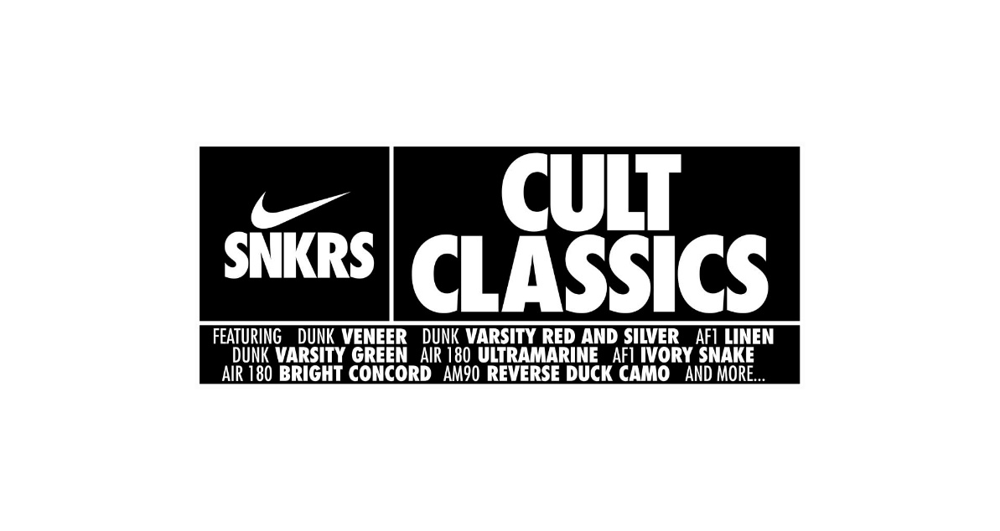 SNKRS
CULT
CLASSICS
FEATURING DUNK VENEER DUNK VARSITY RED AND SILVER AF1 LINEN
DUNK VARSITY GREEN AIR 180 ULTRAMARINE AF1 IVORY SNAKE
AIR 180 BRIGHT CONCORD AM90 REVERSE DUCK CAMO AND MORE...